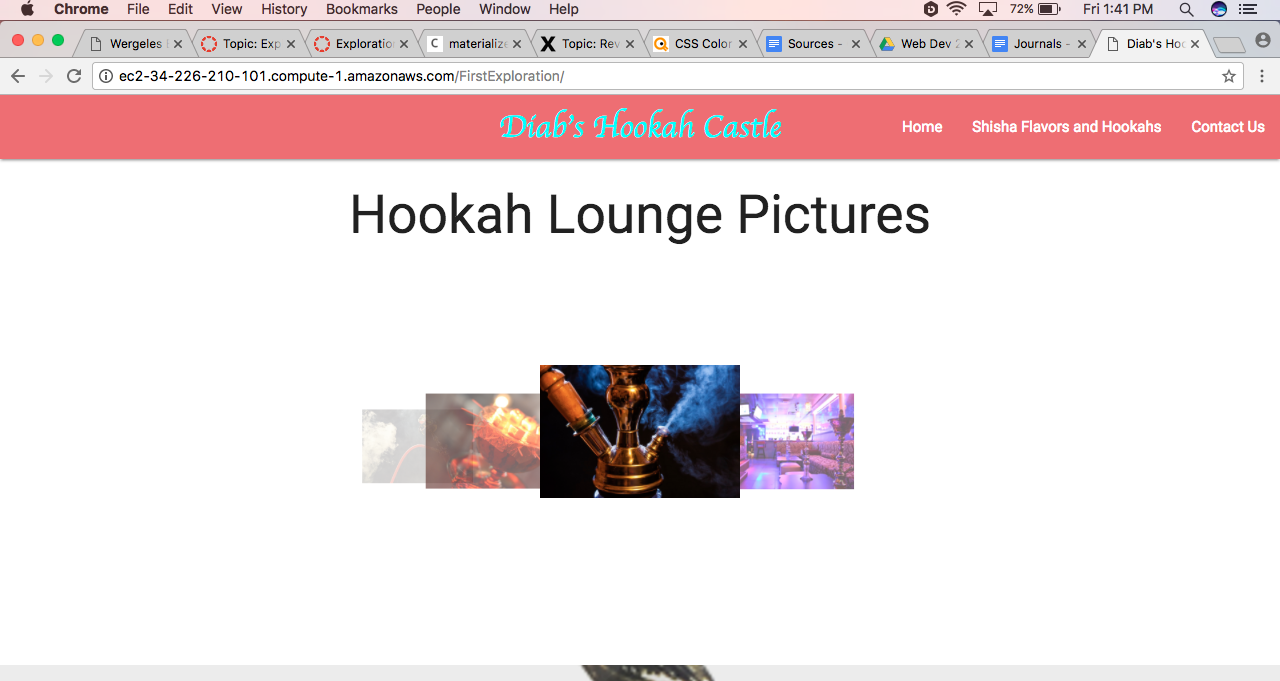 Chrome File Edit View History Bookmarks People Window Help 72% Fri 1:41 PM
Wergeles Topic: Exp Exploratio materialize Topic: Rev CSS Color Sources - Web Dev 2 Journals - Diab's Hoo
ec2-34-226-210-101.compute-1.amazonaws.com/FirstExploration/
Diab's Hookah Castle Home Shisha Flavors and Hookahs Contact Us
Hookah Lounge Pictures